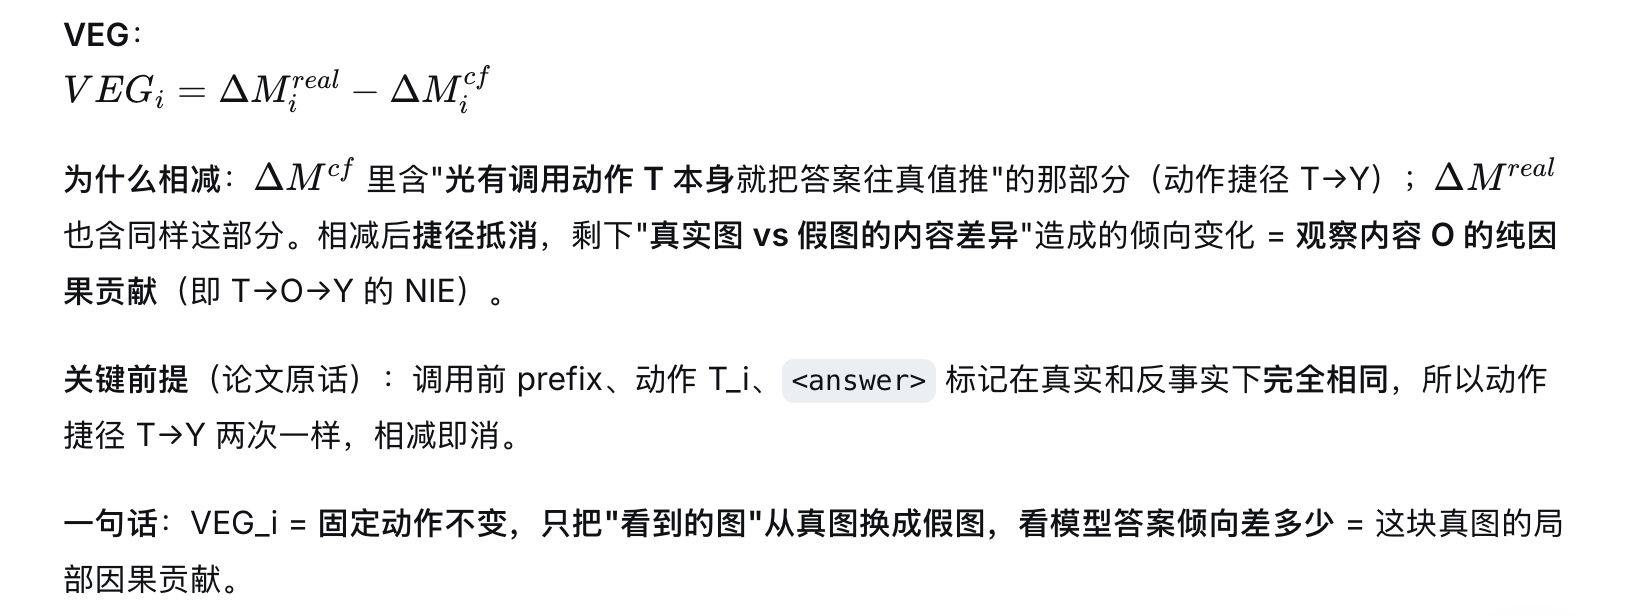 VEG：
$VEG_i = \Delta M_i^{real} - \Delta M_i^{cf}$
为什么相减：$\Delta M^{cf}$ 里含"光有调用动作 T 本身就把答案往真值推"的那部分（动作捷径 T→Y）；$\Delta M^{real}$
也含同样这部分。相减后捷径抵消，剩下"真实图 vs 假图的内容差异"造成的倾向变化 = 观察内容 O 的纯因
果贡献（即 T→O→Y 的 NIE）。
关键前提（论文原话）：调用前 prefix、动作 T_i、<answer> 标记在真实和反事实下完全相同，所以动作
捷径 T→Y 两次一样，相减即消。
一句话：VEG_i = 固定动作不变，只把"看到的图"从真图换成假图，看模型答案倾向差多少 = 这块真图的局
部因果贡献。